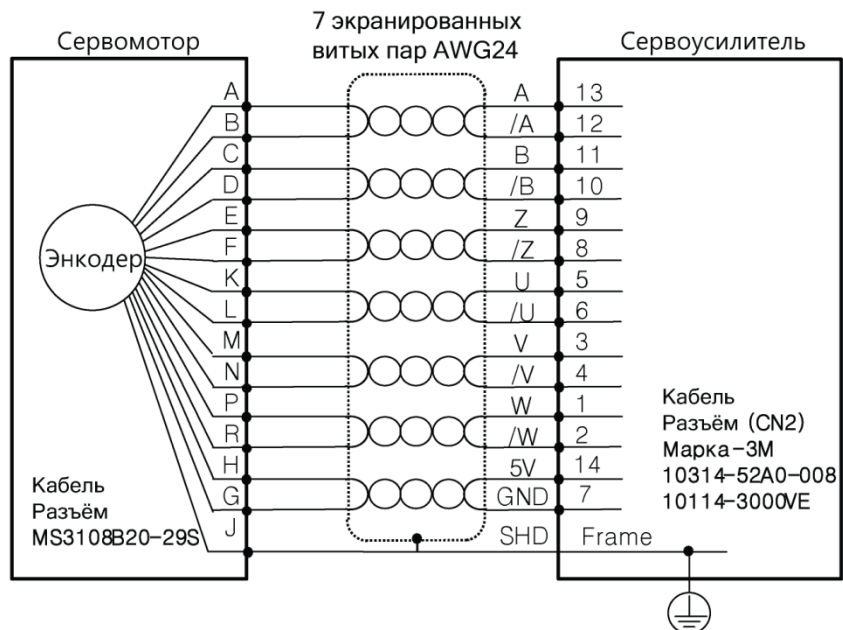 7 экранированных
витых пар AWG24
Сервомотор
Сервоусилитель
A A 13
B /A 12
C B 11
D /B 10
E Z 9
F /Z 8
K U 5
L /U 6
M V 3
N /V 4
P W 1
R /W 2
H 5V 14
G GND 7
J SHD Frame
Энкодер
Кабель
Разъём
MS3108B20-29S
Кабель
Разъём (CN2)
Марка-3M
10314-52A0-008
10114-3000VE